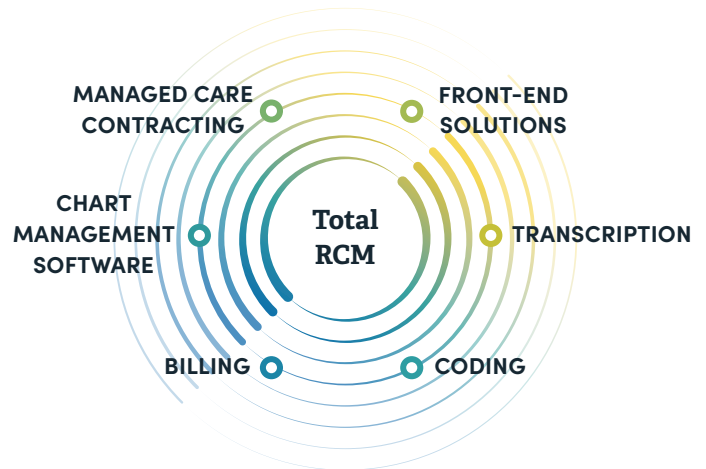 MANAGED CARE
CONTRACTING
FRONT-END
SOLUTIONS
CHART
MANAGEMENT
SOFTWARE
Total
RCM
TRANSCRIPTION
BILLING
CODING